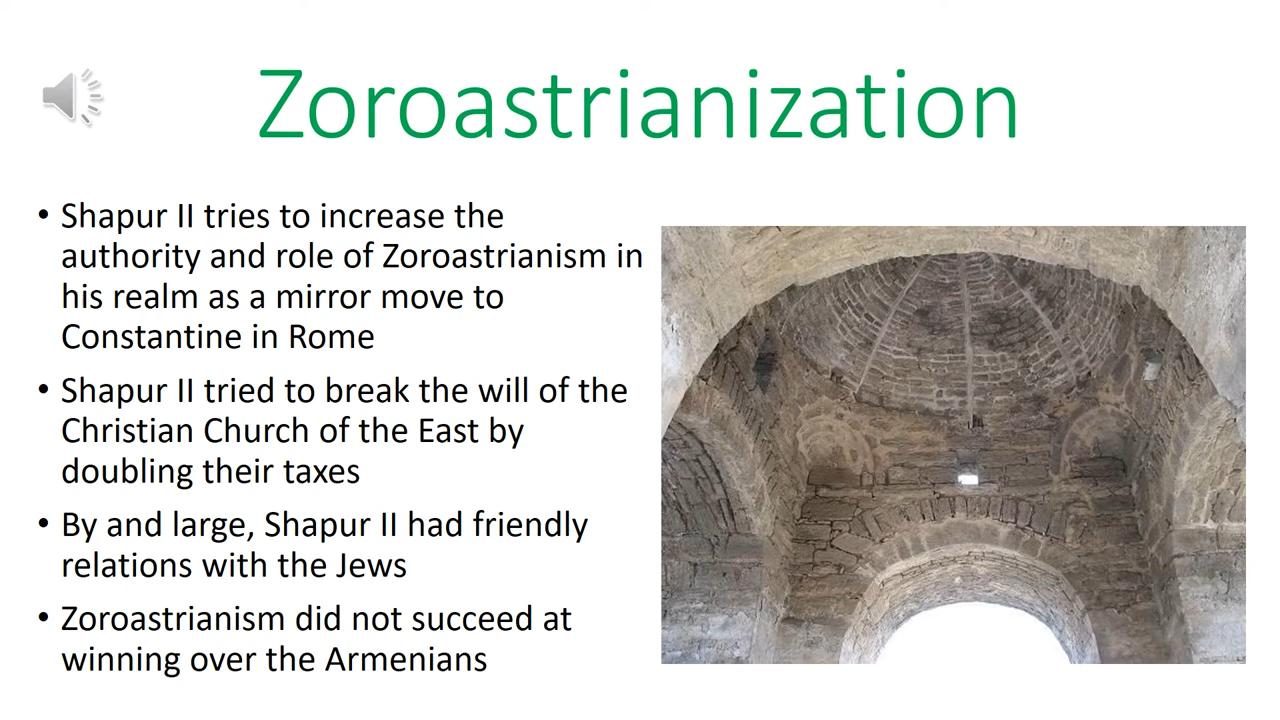 Zoroastrianization
• Shapur II tries to increase the
authority and role of Zoroastrianism in
his realm as a mirror move to
Constantine in Rome
• Shapur II tried to break the will of the
Christian Church of the East by
doubling their taxes
• By and large, Shapur II had friendly
relations with the Jews
• Zoroastrianism did not succeed at
winning over the Armenians